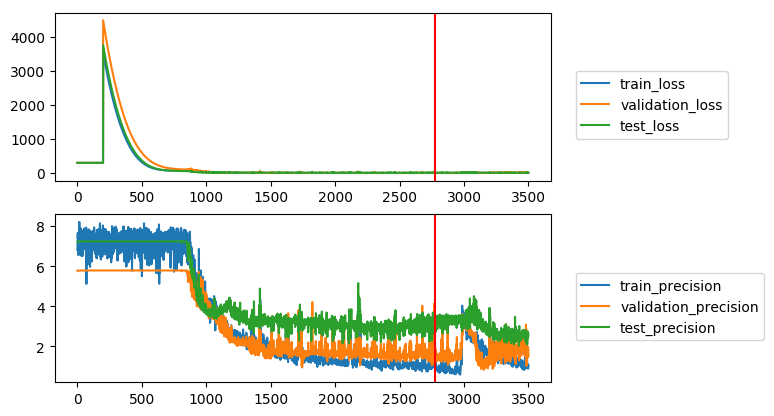 4000
3000
2000
1000
0
0 500 1000 1500 2000 2500 3000 3500
train_loss
validation_loss
test_loss
8
6
4
2
0 500 1000 1500 2000 2500 3000 3500
train_precision
validation_precision
test_precision